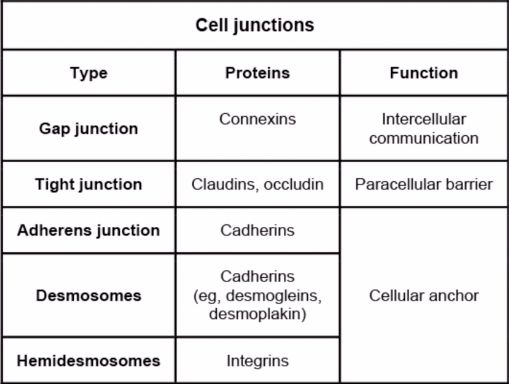 Cell junctions
Type Proteins Function
Gap junction Connexins Intercellular
communication
Tight junction Claudins, occludin Paracellular barrier
Adherens junction Cadherins
Desmosomes Cadherins
(eg, desmogleins,
desmoplakin)
Cellular anchor
Hemidesmosomes Integrins